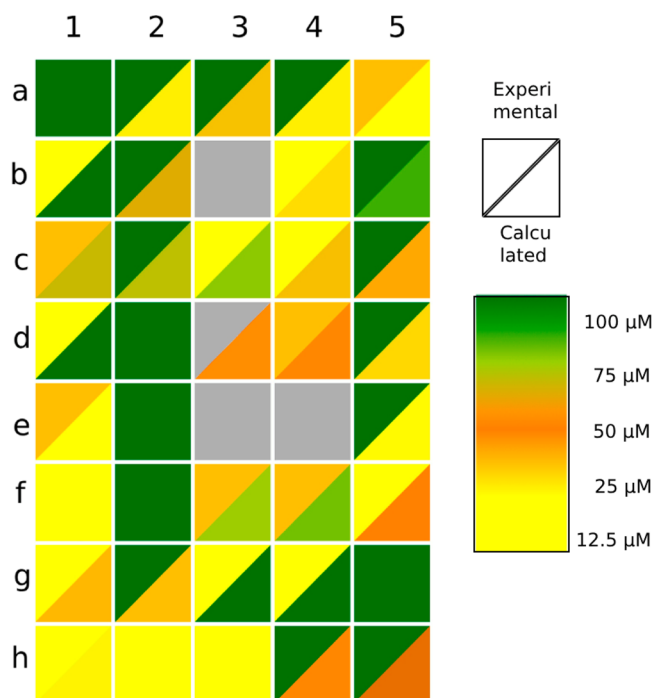 1 2 3 4 5
a
b
c
d
e
f
g
h
Experi
mental
Calcu
lated
100 µM
75 µM
50 µM
25 µM
12.5 µM